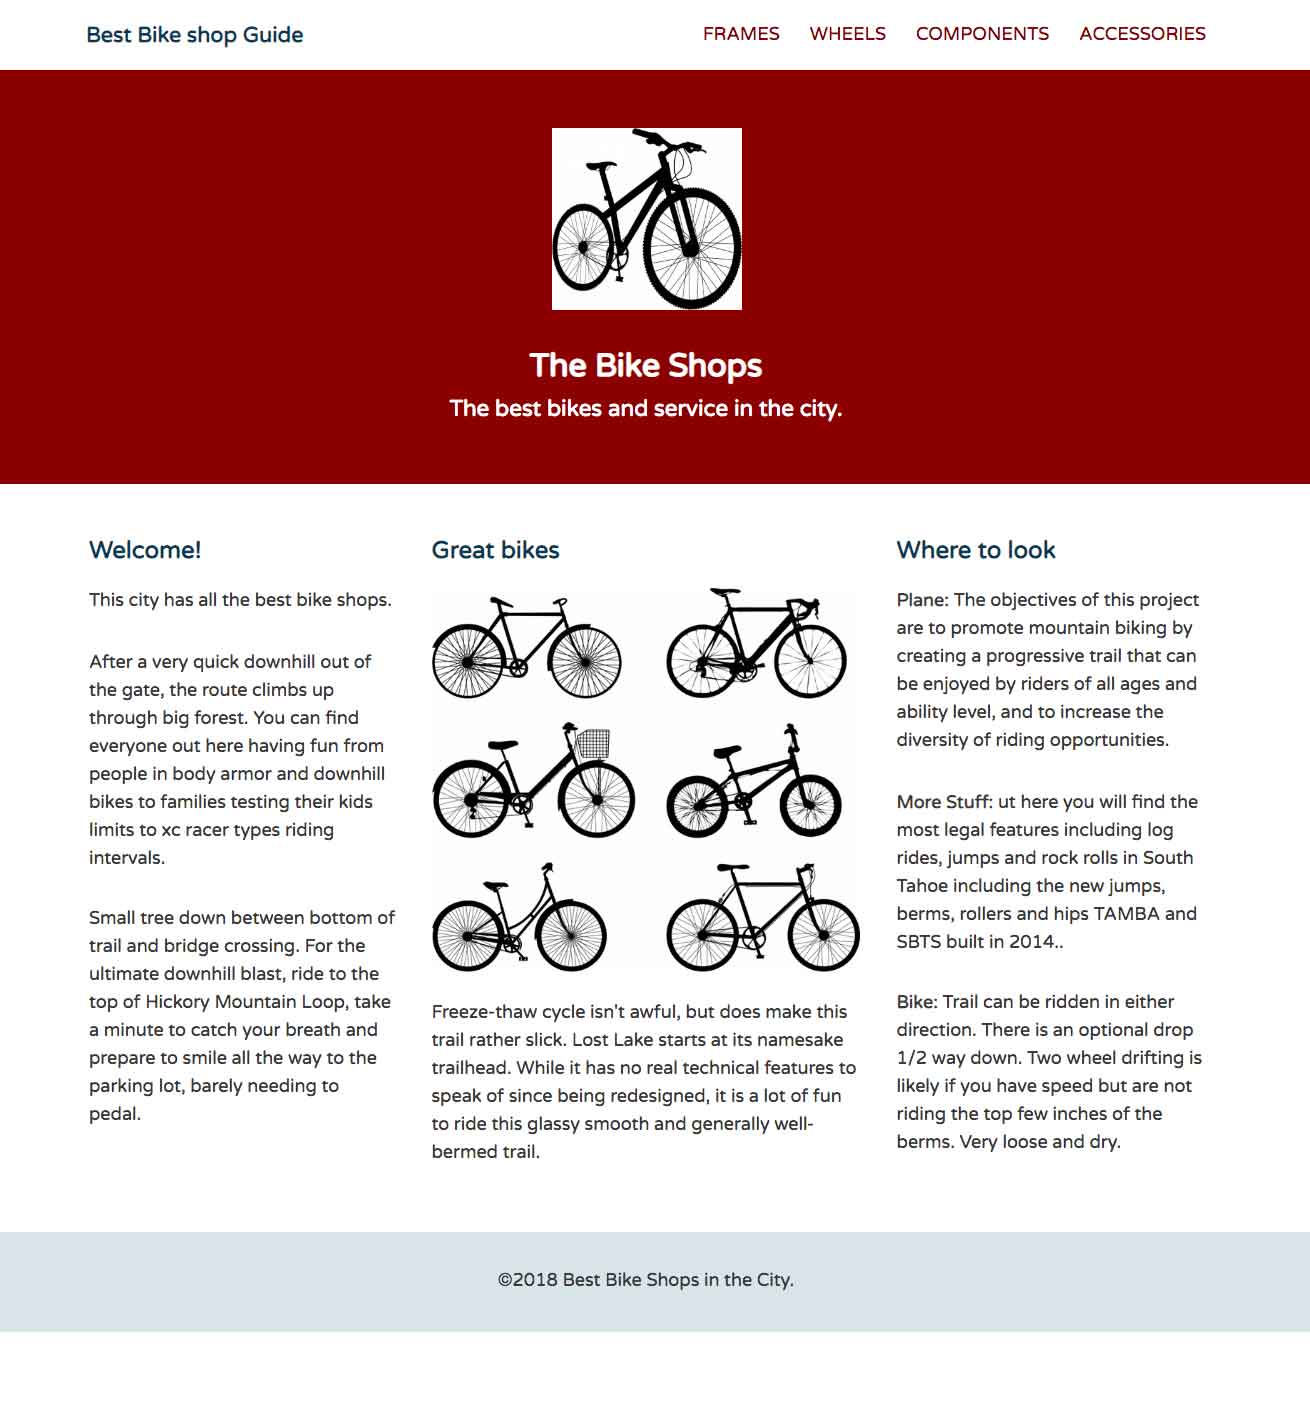 Best Bike shop Guide
FRAMES WHEELS COMPONENTS ACCESSORIES
The Bike Shops
The best bikes and service in the city.
Welcome!
This city has all the best bike shops.
After a very quick downhill out of
the gate, the route climbs up
through big forest. You can find
everyone out here having fun from
people in body armor and downhill
bikes to families testing their kids
limits to xc racer types riding
intervals.
Small tree down between bottom of
trail and bridge crossing. For the
ultimate downhill blast, ride to the
top of Hickory Mountain Loop, take
a minute to catch your breath and
prepare to smile all the way to the
parking lot, barely needing to
pedal.
Great bikes
Freeze-thaw cycle isn't awful, but does make this
trail rather slick. Lost Lake starts at its namesake
trailhead. While it has no real technical features to
speak of since being redesigned, it is a lot of fun
to ride this glassy smooth and generally well-
bermed trail.
Where to look
Plane: The objectives of this project
are to promote mountain biking by
creating a progressive trail that can
be enjoyed by riders of all ages and
ability level, and to increase the
diversity of riding opportunities.
More Stuff: ut here you will find the
most legal features including log
rides, jumps and rock rolls in South
Tahoe including the new jumps,
berms, rollers and hips TAMBA and
SBTS built in 2014..
Bike: Trail can be ridden in either
direction. There is an optional drop
1/2 way down. Two wheel drifting is
likely if you have speed but are not
riding the top few inches of the
berms. Very loose and dry.
©2018 Best Bike Shops in the City.